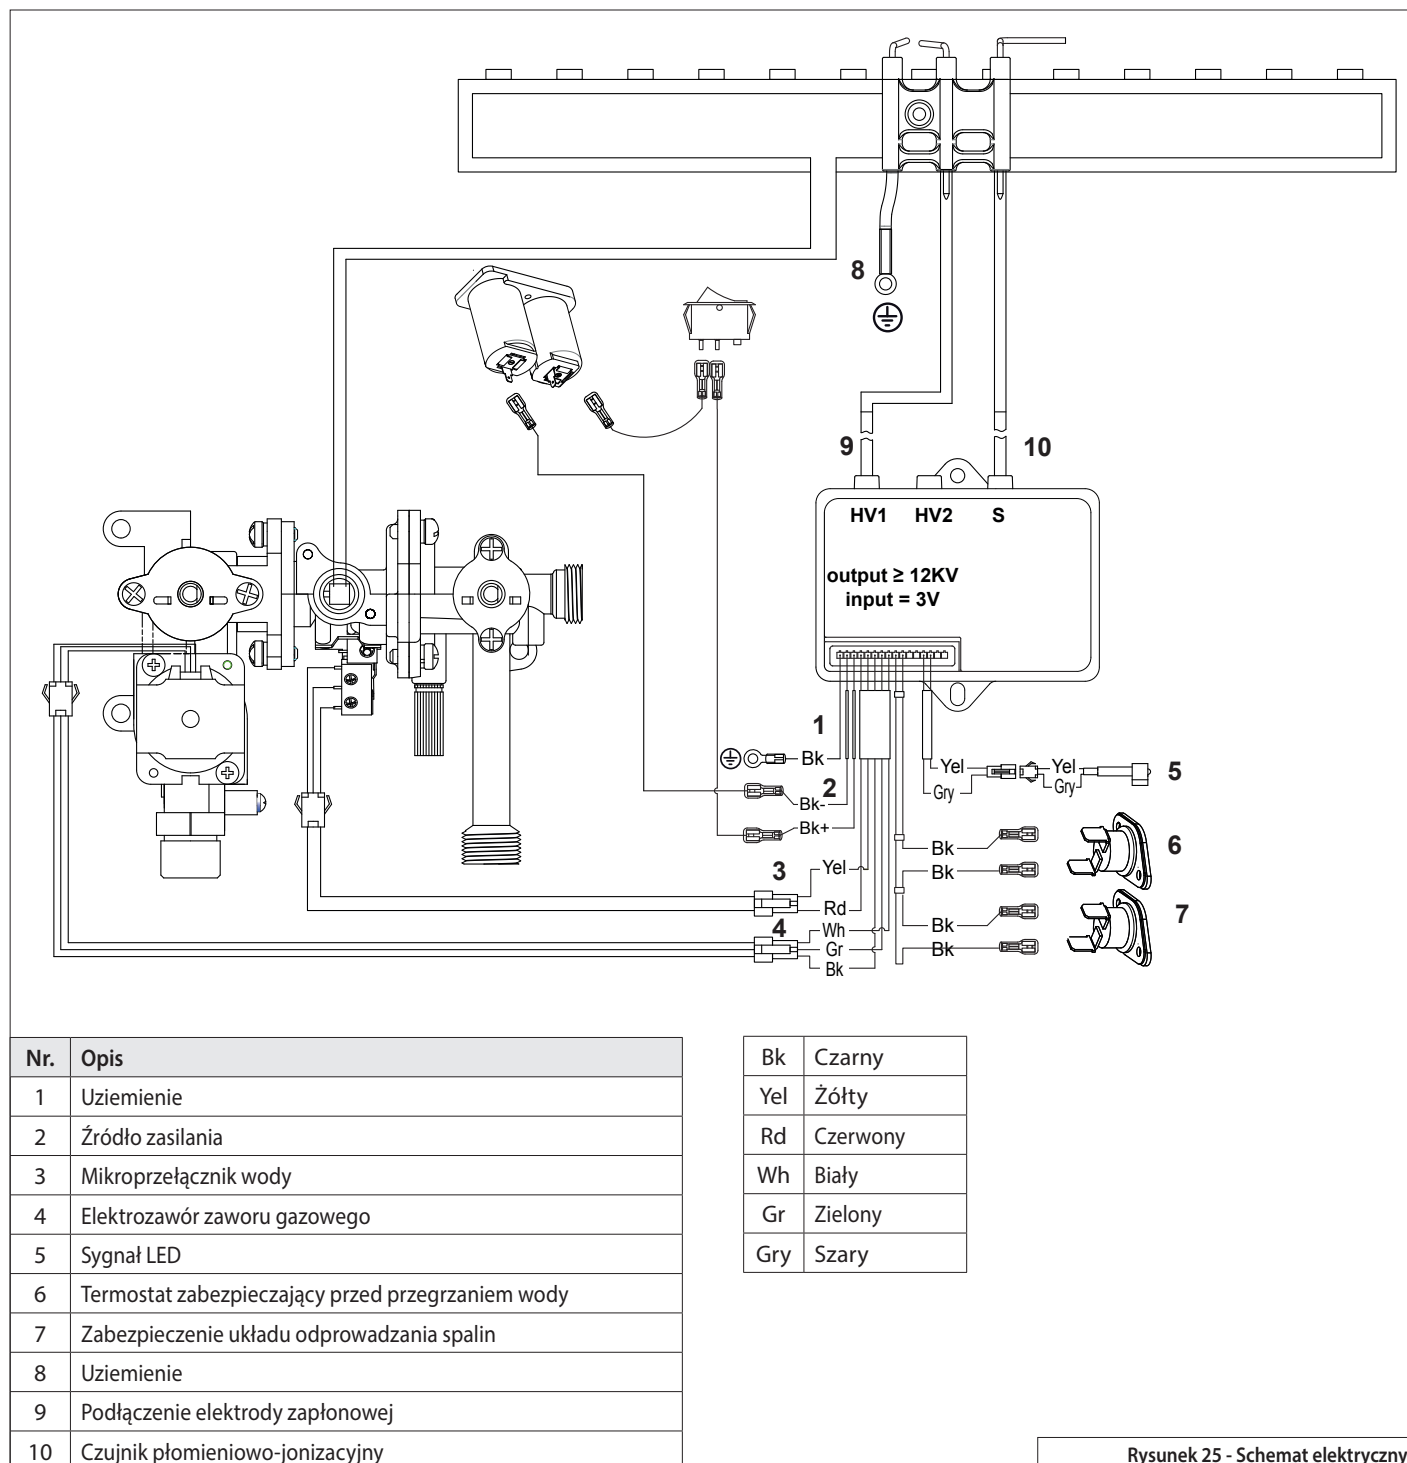 8
9
10
HV1 HV2 S
output ≥ 12KV
input = 3V
1
Bk
2
Bk-
Bk+
Yel Yel 5
Gry Gry
3
Yel
Rd
4
Wh
Gr
Bk
Bk
Bk
6
Bk
Bk
7
Nr. Opis
1 Uziemienie
2 Źródło zasilania
3 Mikroprzełącznik wody
4 Elektrozawór zaworu gazowego
5 Sygnał LED
6 Termostat zabezpieczający przed przegrzaniem wody
7 Zabezpieczenie układu odprowadzania spalin
8 Uziemienie
9 Podłączenie elektrody zapłonowej
10 Czujnik płomieniowo-jonizacyjny
Bk Czarny
Yel Żółty
Rd Czerwony
Wh Biały
Gr Zielony
Gry Szary
Rysunek 25 - Schemat elektryczny